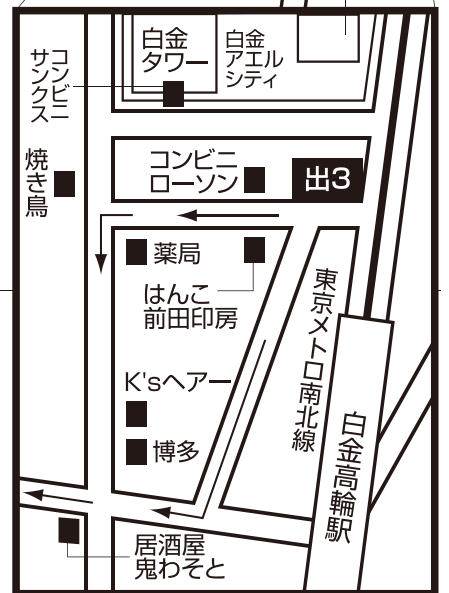 白金
タワー
白金
アエル
シティ
コンビニ
サンクス
コンビニ
ローソン
出3
焼き鳥
薬局
はんこ
前田印房
東京メトロ南北線
K'sヘアー
博多
白金高輪駅
居酒屋
鬼わそと